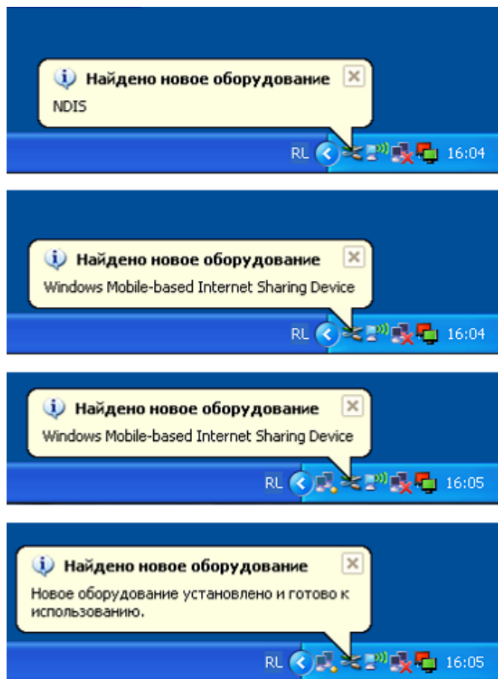 Найдено новое оборудование
NDIS
RL 16:04
Найдено новое оборудование
Windows Mobile-based Internet Sharing Device
RL 16:04
Найдено новое оборудование
Windows Mobile-based Internet Sharing Device
RL 16:05
Найдено новое оборудование
Новое оборудование установлено и готово к
использованию.
RL 16:05